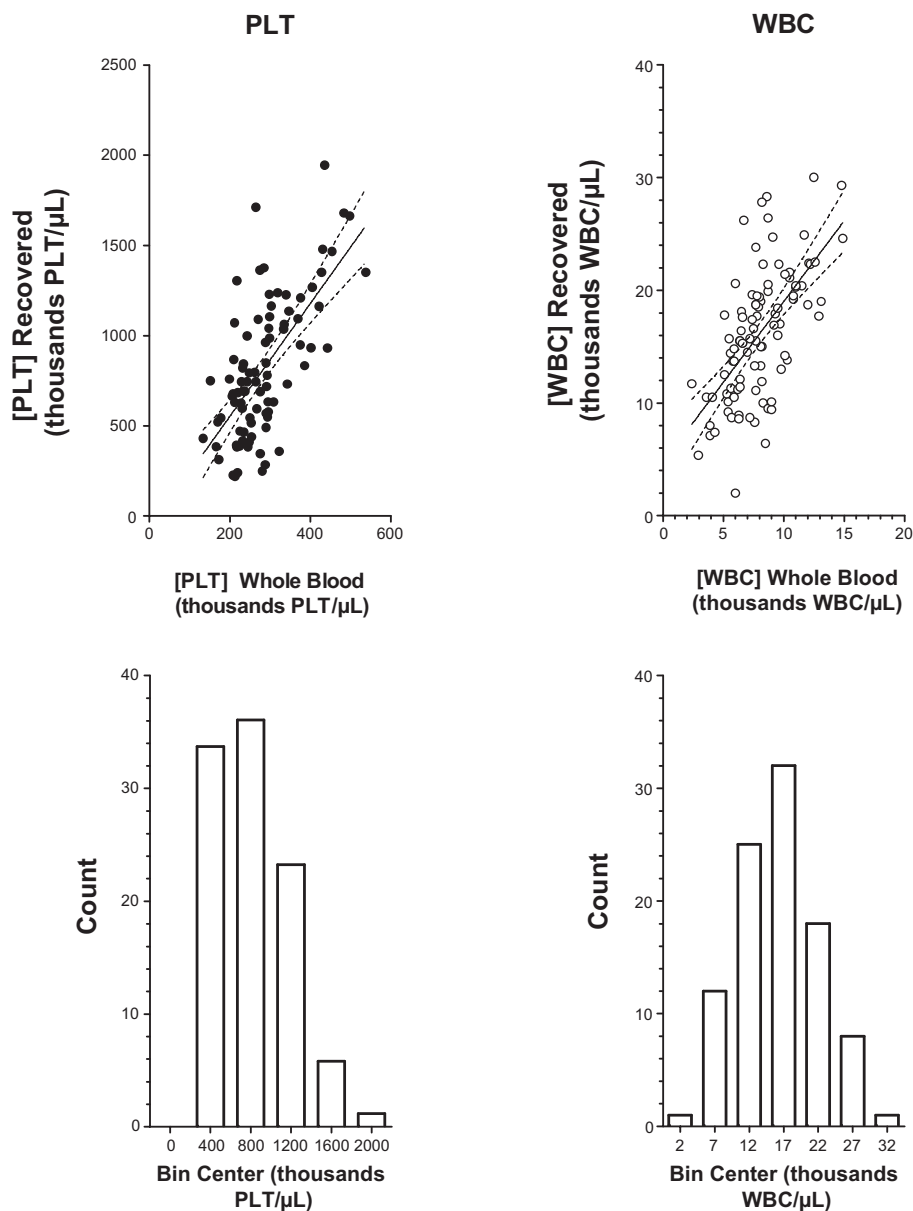 PLT
2500
2000
1500
1000
500
0
[PLT] Recovered
(thousands PLT/µL)
0 200 400 600
[PLT] Whole Blood
(thousands PLT/µL)
WBC
40
30
20
10
0
[WBC] Recovered
(thousands WBC/µL)
0 5 10 15 20
[WBC] Whole Blood
(thousands WBC/µL)
40
30
20
10
0
Count
0 400 800 1200 1600 2000
Bin Center (thousands
PLT/µL)
40
30
20
10
0
Count
2 7 12 17 22 27 32
Bin Center (thousands
WBC/µL)